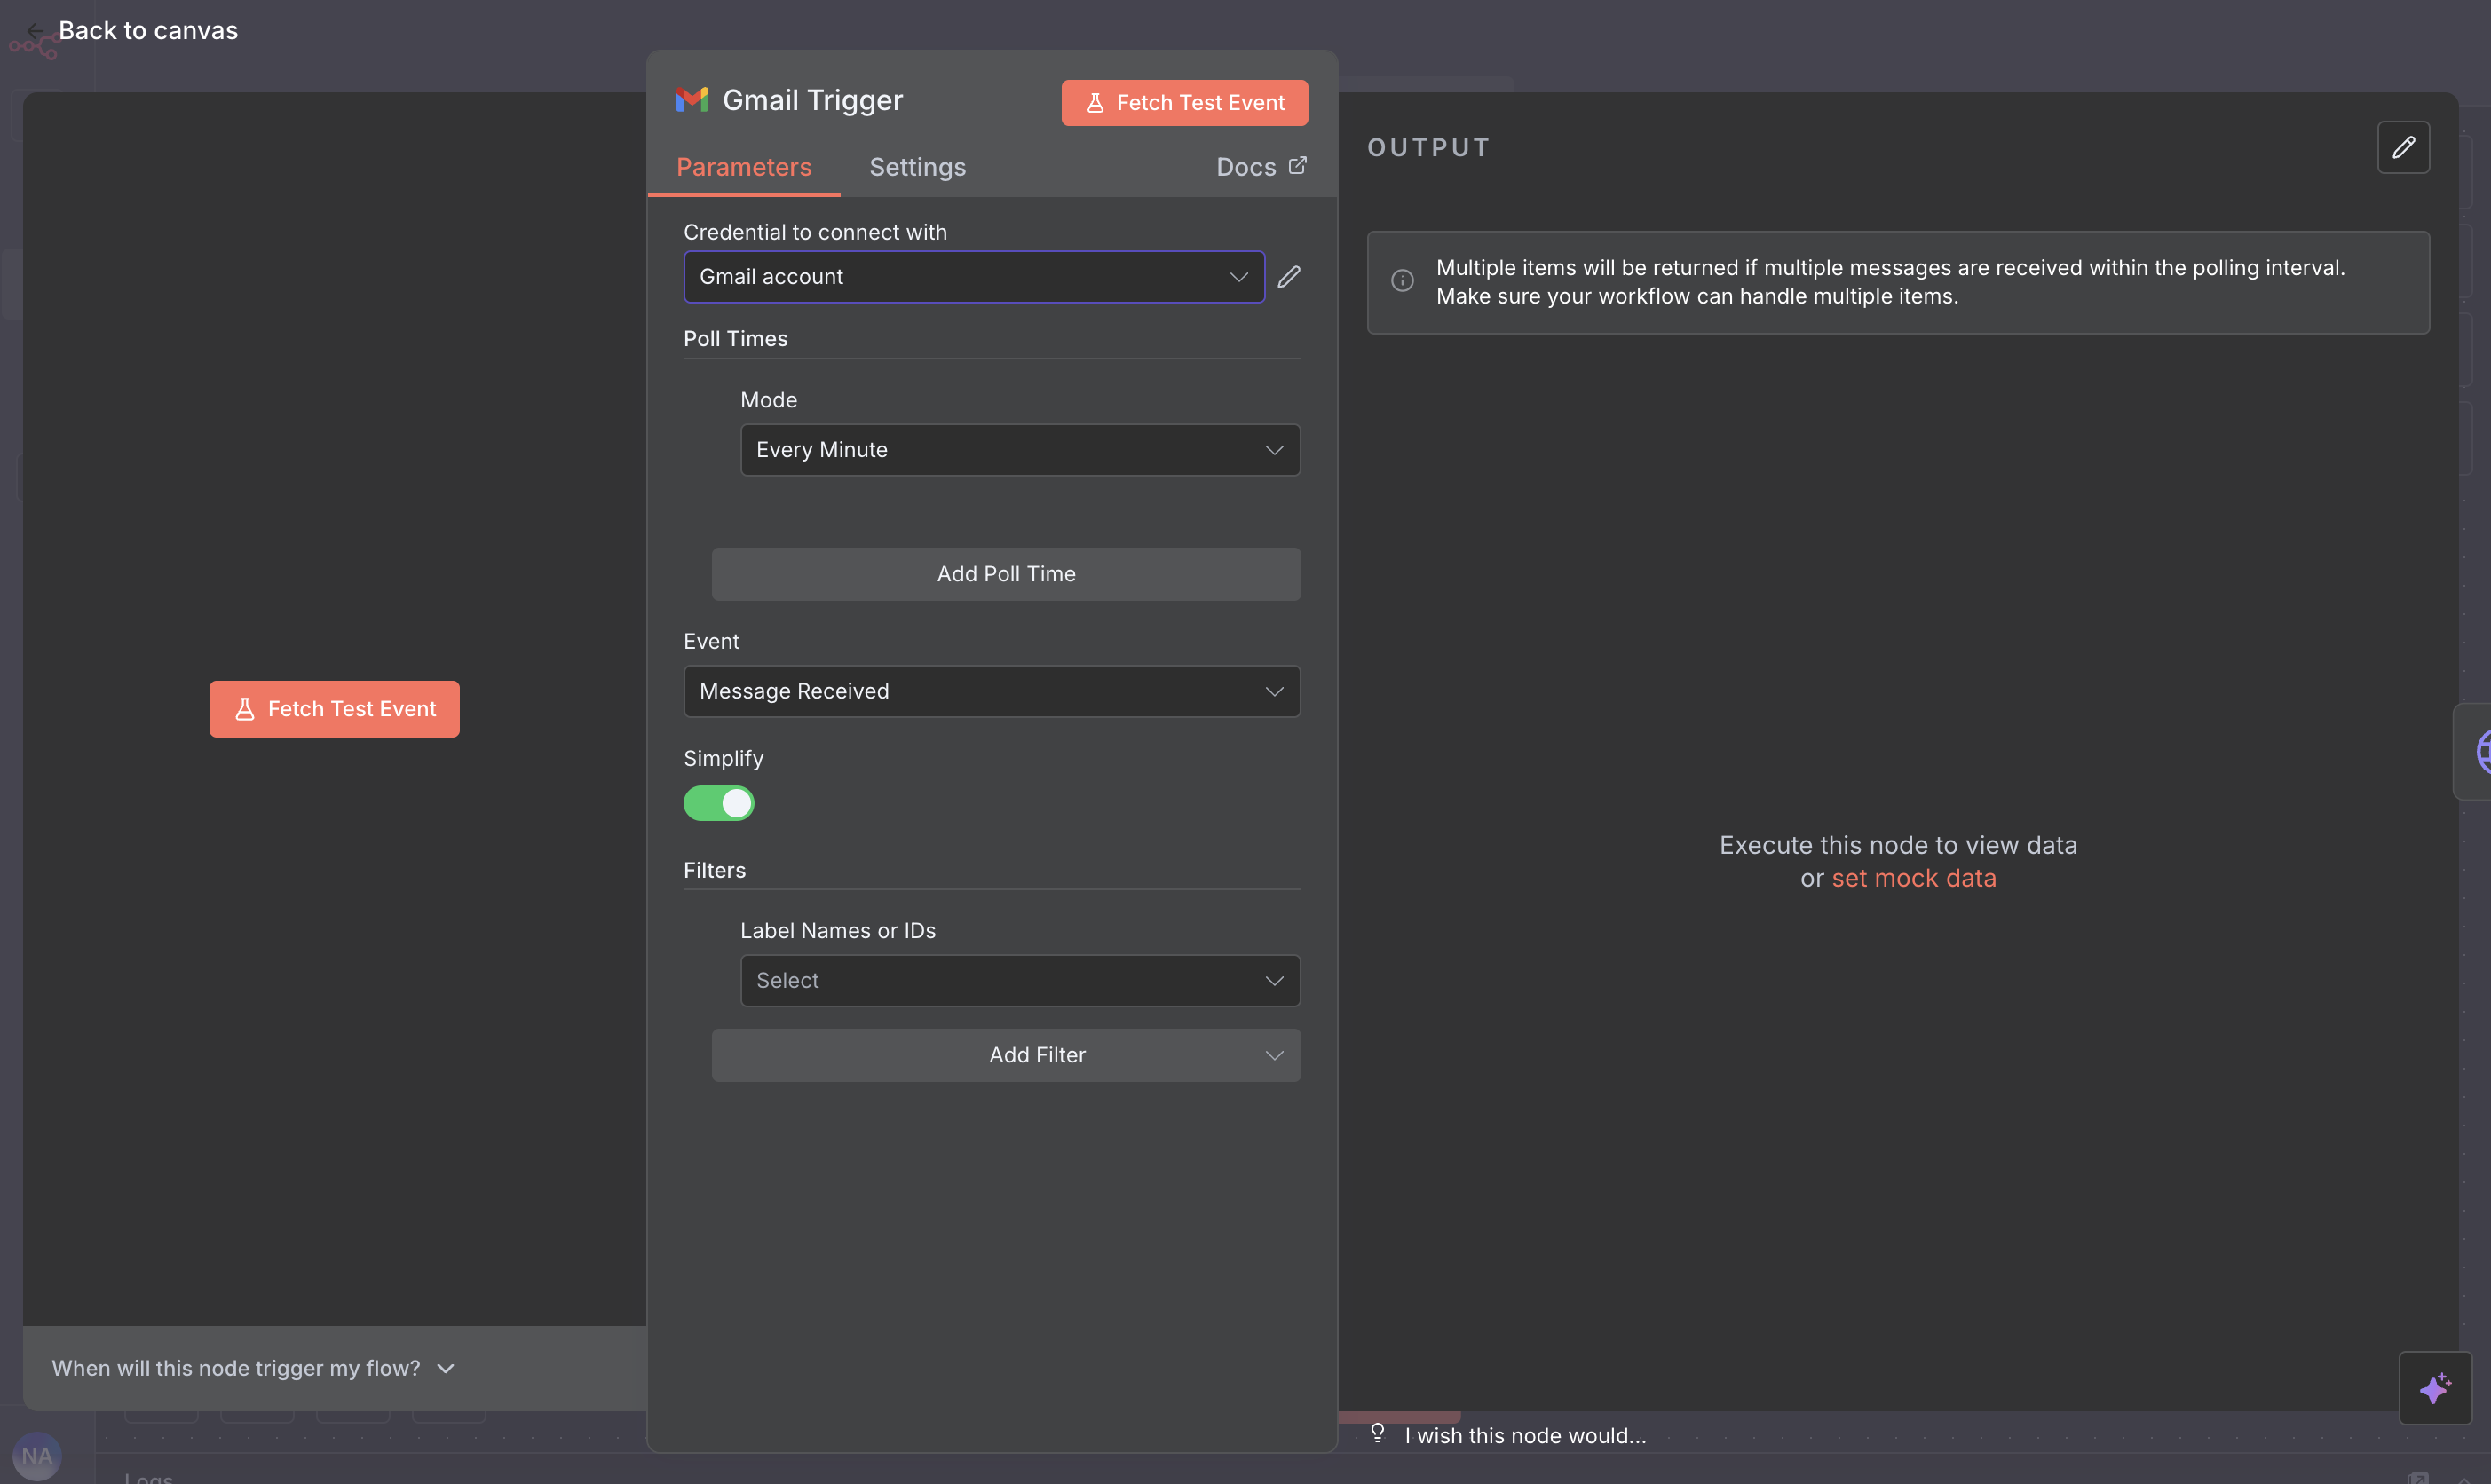 Back to canvas
Gmail Trigger
Fetch Test Event
Parameters
Settings
Docs
Credential to connect with
Gmail account
Poll Times
Mode
Every Minute
Add Poll Time
Event
Message Received
Simplify
Filters
Label Names or IDs
Select
Add Filter
Fetch Test Event
When will this node trigger my flow?
OUTPUT
Multiple items will be returned if multiple messages are received within the polling interval.
Make sure your workflow can handle multiple items.
Execute this node to view data
or set mock data
I wish this node would...
NA
Logs